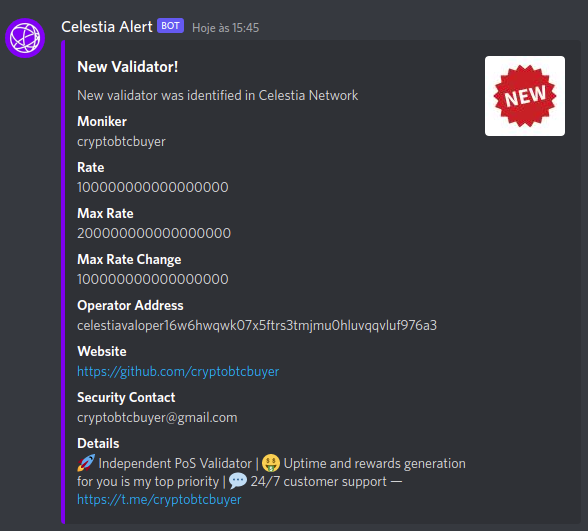 Celestia Alert BOT Hoje às 15:45
New Validator!
NEW
New validator was identified in Celestia Network
Moniker
cryptobtcbuyer
Rate
100000000000000000
Max Rate
200000000000000000
Max Rate Change
100000000000000000
Operator Address
celestiavaloper16w6hwqwk07x5ftrs3tmjmu0hluvqqvluf976a3
Website
https://github.com/cryptobtcbuyer
Security Contact
cryptobtcbuyer@gmail.com
Details
🚀 Independent PoS Validator | 🤑 Uptime and rewards generation
for you is my top priority | 💬 24/7 customer support —
https://t.me/cryptobtcbuyer